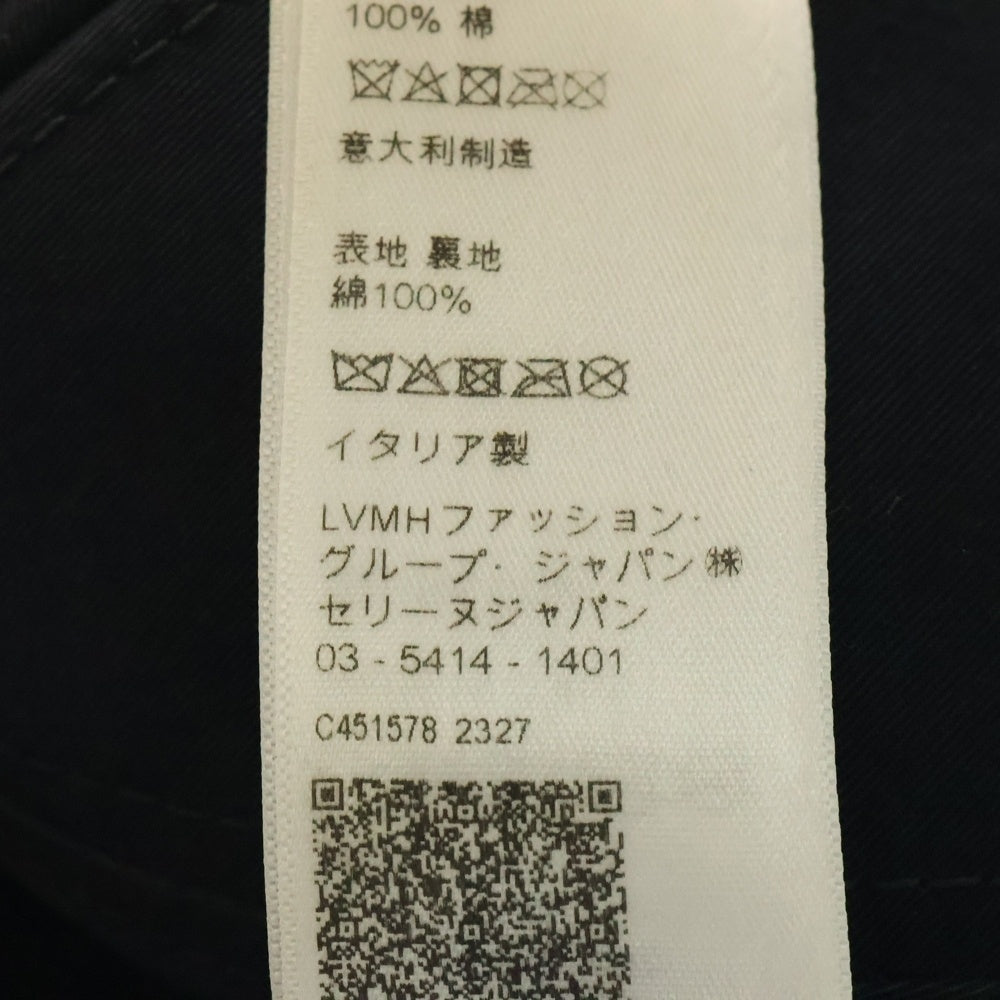 100% 棉
意大利制造
表地 裏地
綿100%
イタリア製
LVMHファッション·
グループ· ジャパン㈱
セリーヌジャパン
03 - 5414 - 1401
C451578 2327